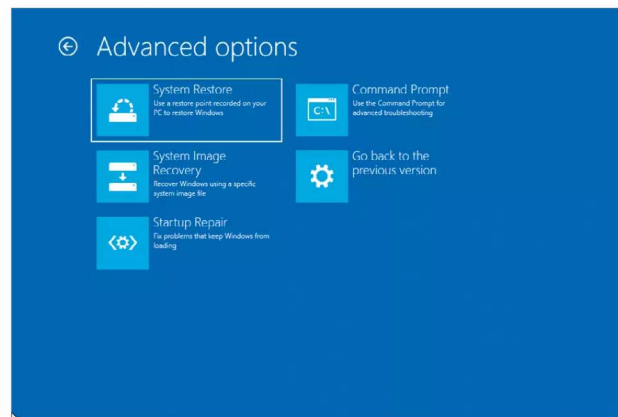 Advanced options
System Restore
Use a restore point recorded on your
PC to restore Windows
Command Prompt
Use the Command Prompt for
advanced troubleshooting
C:\
System Image
Recovery
Recover Windows using a specific
system image file
Go back to the
previous version
Startup Repair
Fix problems that keep Windows from
loading